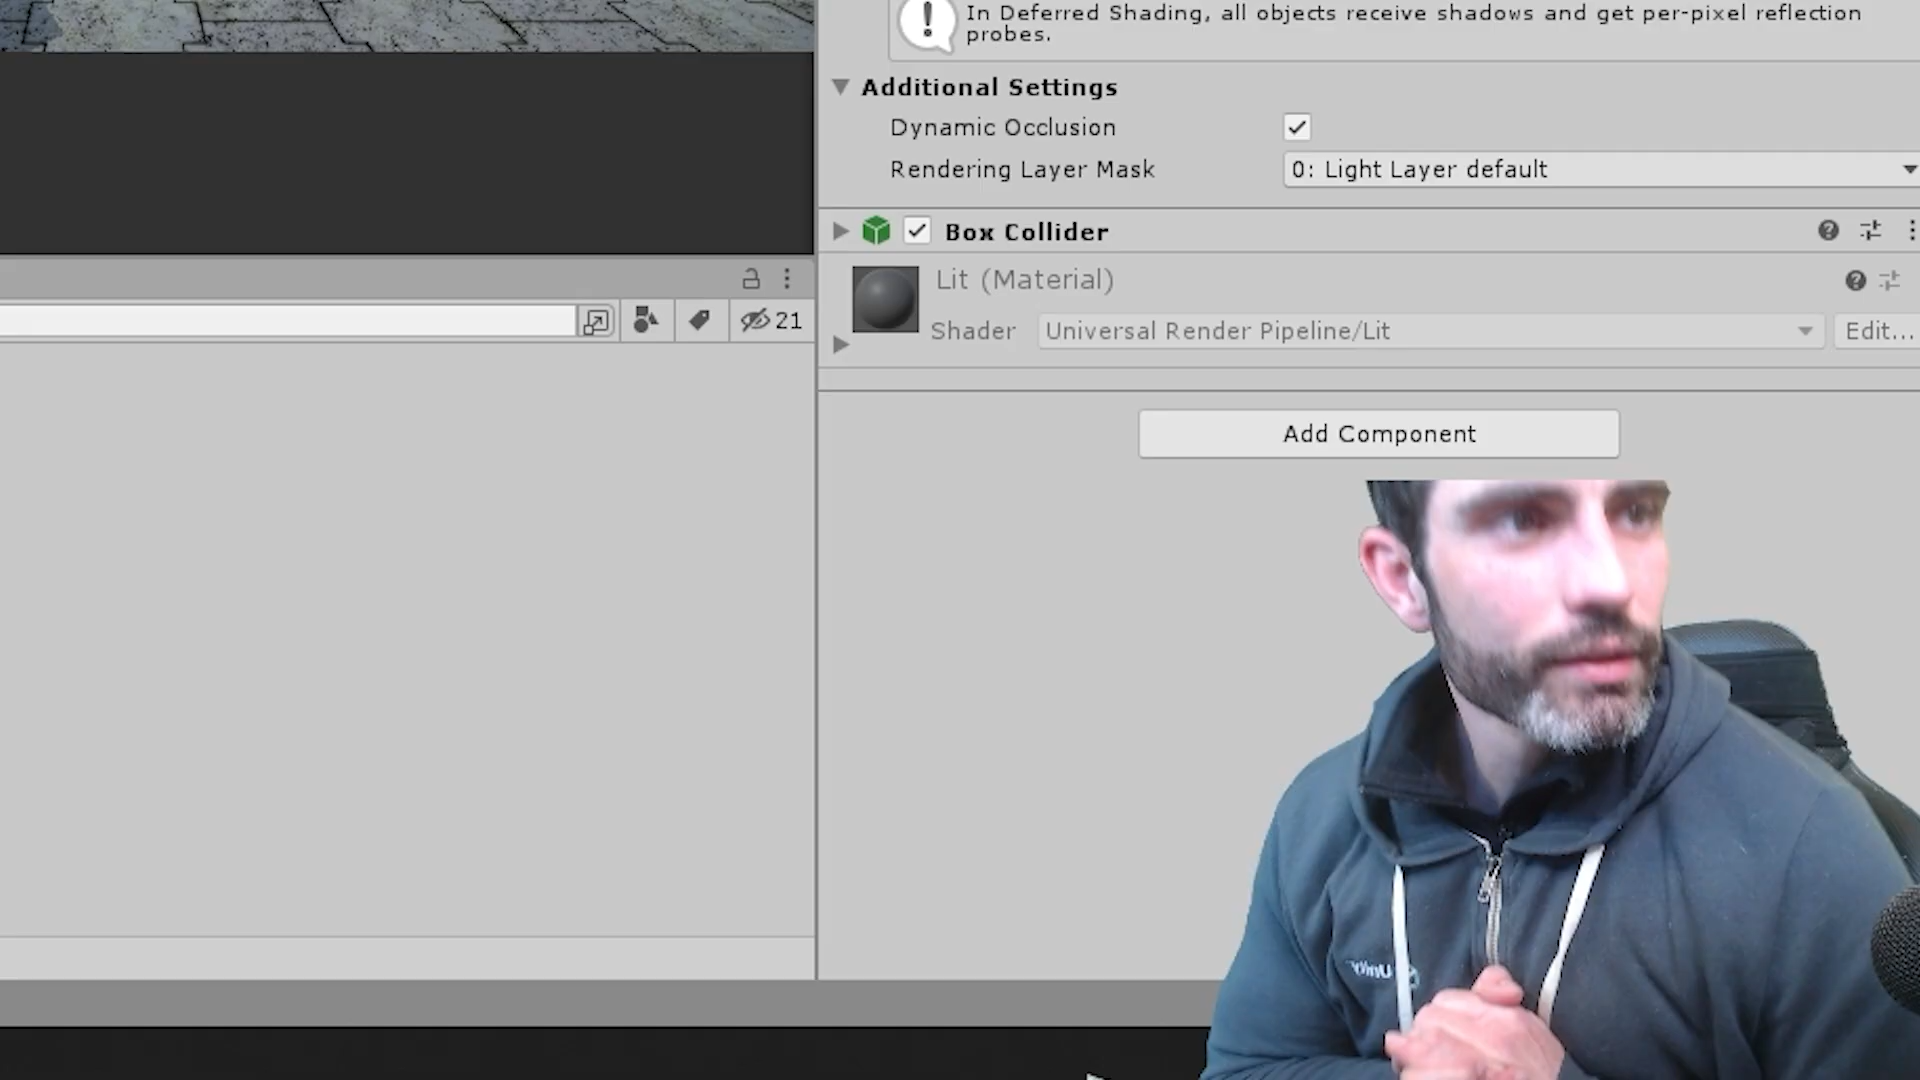 In Deferred Shading, all objects receive shadows and get per-pixel reflection
probes.
Additional Settings
Dynamic Occlusion
Rendering Layer Mask
0: Light Layer default
Box Collider
Lit (Material)
21
Shader
Universal Render Pipeline/Lit
Edit...
Add Component